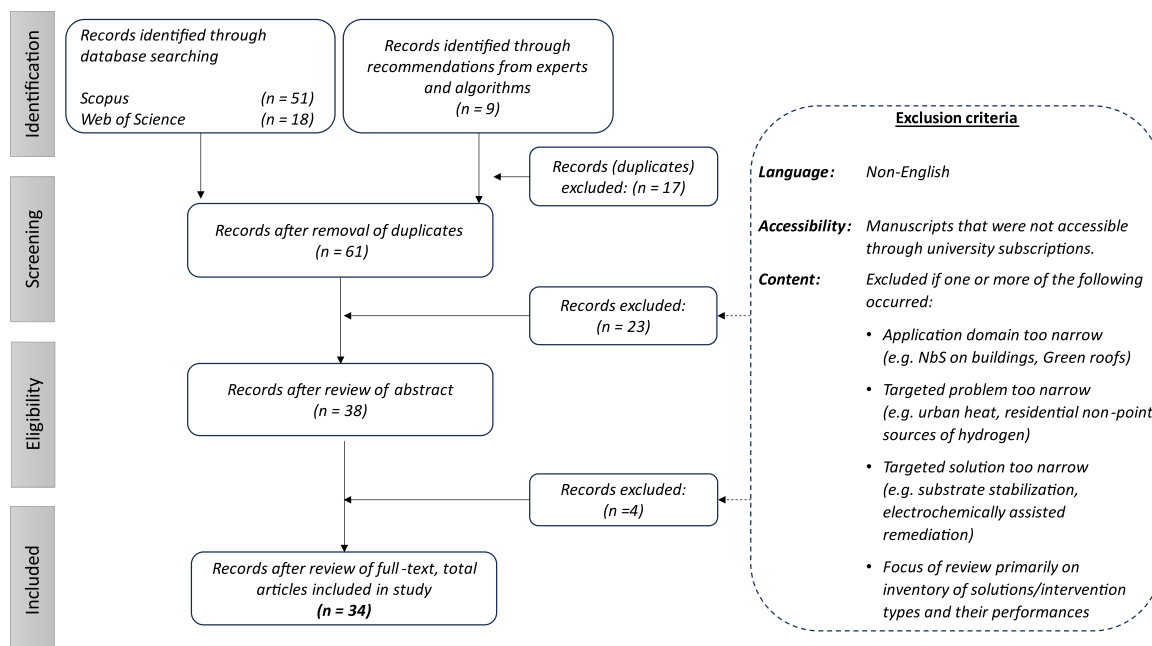 Identification
Records identified through
database searching
Scopus (n = 51)
Web of Science (n = 18)
Records identified through
recommendations from experts
and algorithms
(n = 9)
Records (duplicates)
excluded: (n = 17)
Screening
Records after removal of duplicates
(n = 61)
Records excluded:
(n = 23)
Eligibility
Records after review of abstract
(n = 38)
Records excluded:
(n =4)
Included
Records after review of full-text, total
articles included in study
(n = 34)
Exclusion criteria
Language: Non-English
Accessibility: Manuscripts that were not accessible
through university subscriptions.
Content: Excluded if one or more of the following
occurred:
• Application domain too narrow
(e.g. NbS on buildings, Green roofs)
• Targeted problem too narrow
(e.g. urban heat, residential non-point
sources of hydrogen)
• Targeted solution too narrow
(e.g. substrate stabilization,
electrochemically assisted
remediation)
• Focus of review primarily on
inventory of solutions/intervention
types and their performances